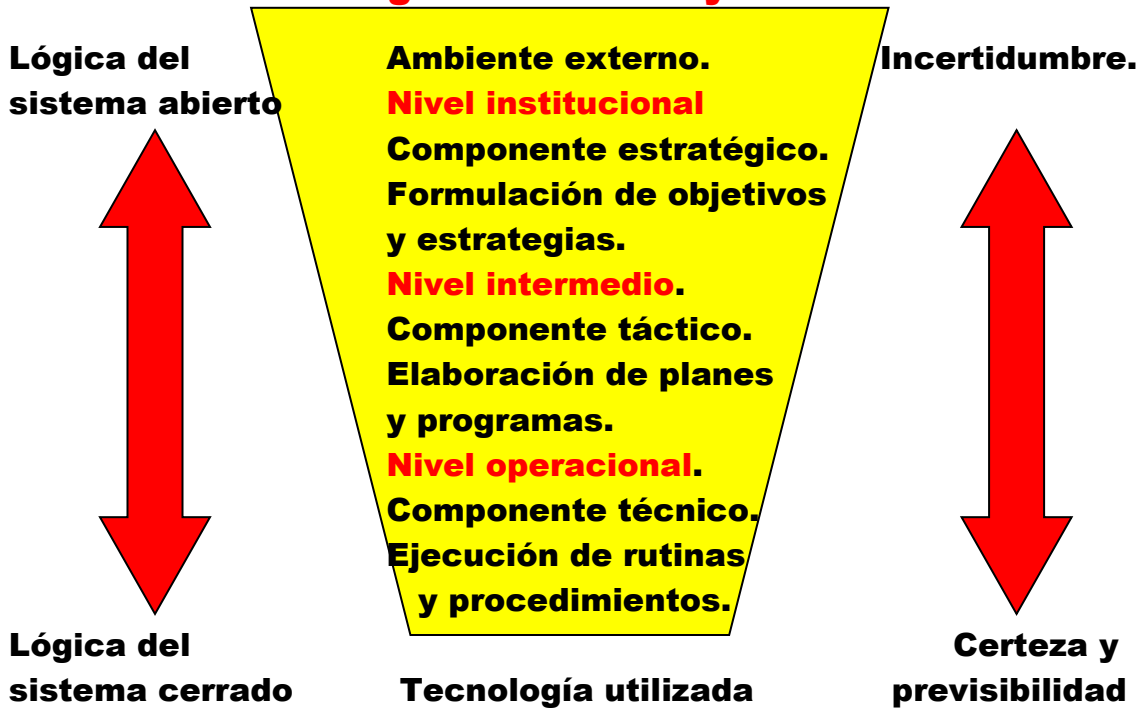 Lógica del
sistema abierto
Ambiente externo.
Nivel institucional
Componente estratégico.
Formulación de objetivos
y estrategias.
Nivel intermedio.
Componente táctico.
Elaboración de planes
y programas.
Nivel operacional.
Componente técnico.
Ejecución de rutinas
y procedimientos.
Incertidumbre.
Lógica del
sistema cerrado
Tecnología utilizada
Certeza y
previsibilidad